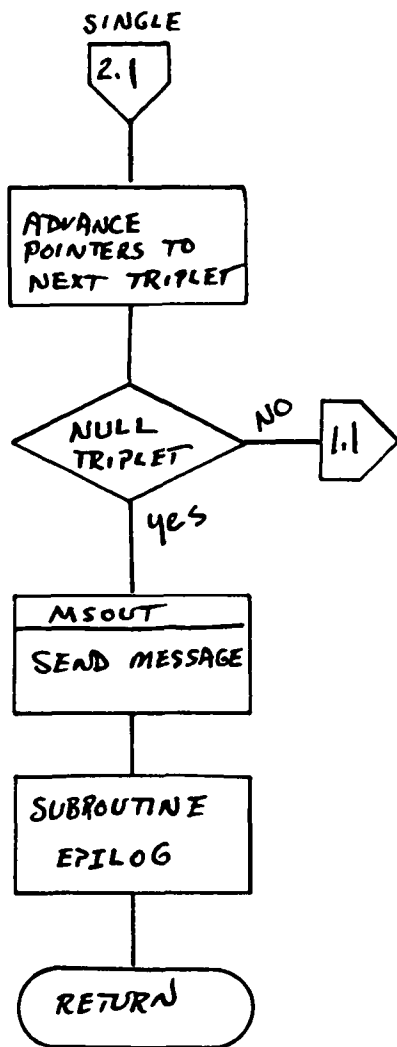 SINGLE
2.1
ADVANCE
POINTERS TO
NEXT TRIPLET
NULL
TRIPLET
NO
1.1
yes
MSOUT
SEND MESSAGE
SUBROUTINE
EPILOG
RETURN